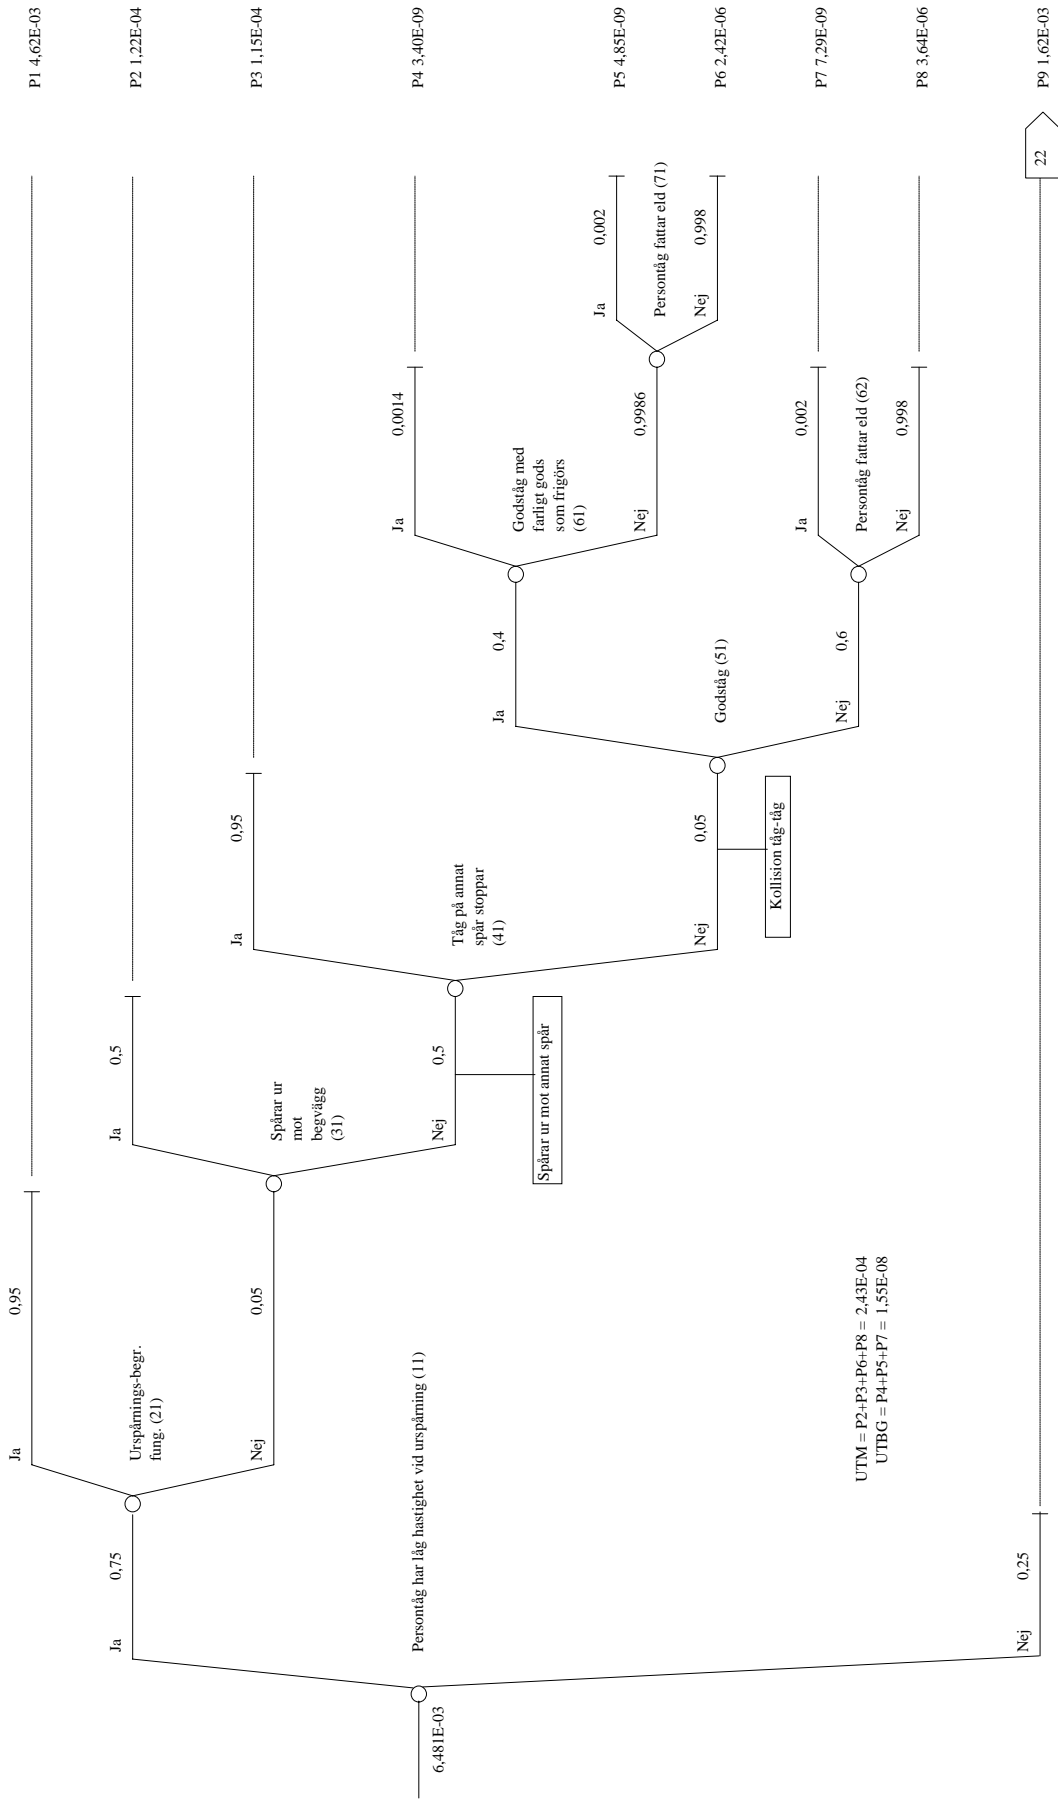 6,481E-03
Persontåg har låg hastighet vid urspårning (11)
Ja
0,75
Nej
0,25
Urspårnings-begr.
fung. (21)
Ja
0,95
Nej
0,05
Spårar ur
mot
begvägg
(31)
Ja
0,5
Nej
0,5
Spårar ur mot annat spår
Tåg på annat
spår stoppar
(41)
Ja
0,95
Nej
0,05
Kollision tåg-tåg
Godståg (51)
Ja
0,4
Nej
0,6
Godståg med
farligt gods
som frigörs
(61)
Ja
0,0014
Nej
0,9986
Persontåg fattar eld (62)
Ja
0,002
Nej
0,998
Persontåg fattar eld (71)
Ja
0,002
Nej
0,998
22
P1 4,62E-03
P2 1,22E-04
P3 1,15E-04
P4 3,40E-09
P5 4,85E-09
P6 2,42E-06
P7 7,29E-09
P8 3,64E-06
P9 1,62E-03
UTM = P2+P3+P6+P8 = 2,43E-04
UTBG = P4+P5+P7 = 1,55E-08